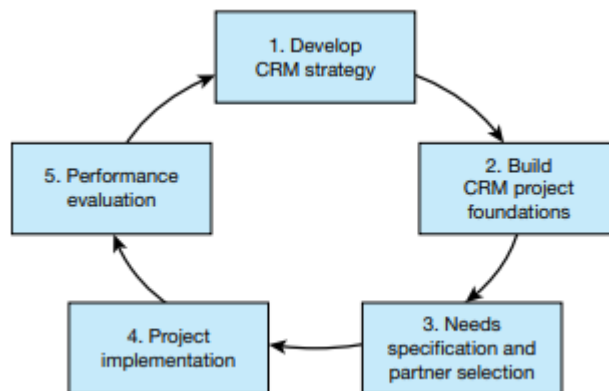 1. Develop
CRM strategy
2. Build
CRM project
foundations
3. Needs
specification and
partner selection
4. Project
implementation
5. Performance
evaluation